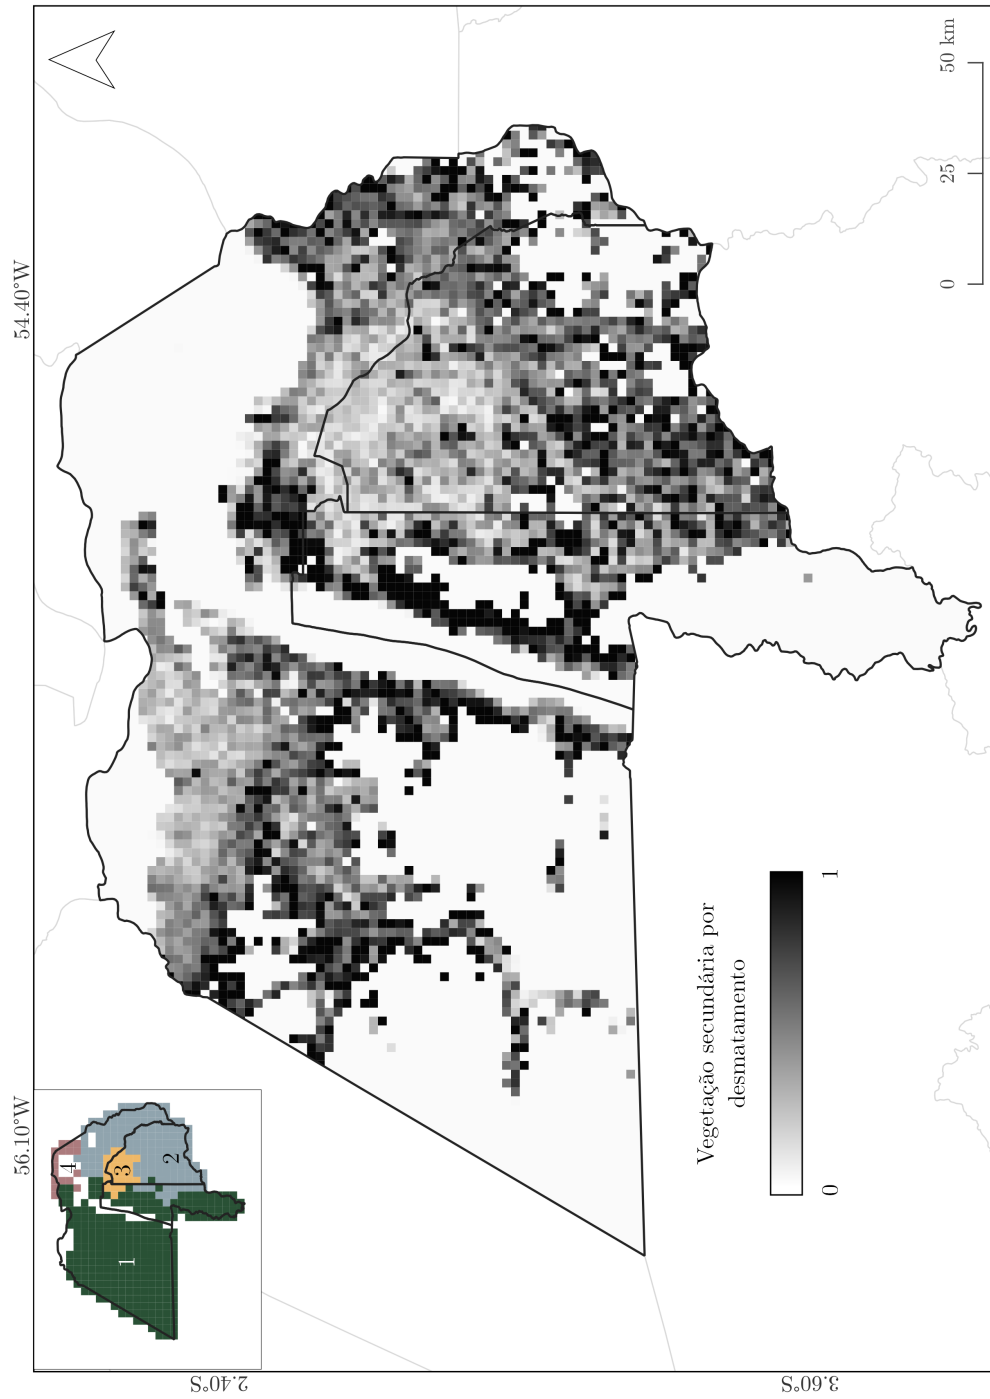 56.10°W
54.40°W
2.40°S
3.60°S
1
2
3
4
Vegetação secundária por
desmatamento
0
1
0
25
50 km